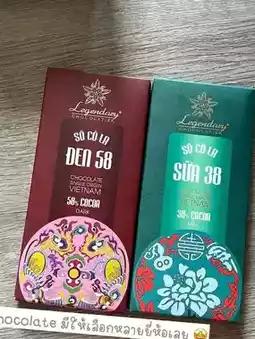 Legendary
CHOCOLATIER
SÔ CÔ LA
ĐEN 58
CHOCOLATE
SINGLE ORIGIN
VIETNAM
58% COCOA
DARK
Legendary
CHOCOLATIER
SÔ CÔ LA
SỮA 38
38% COCOA
hocolate มีให้เลือกหลายยี่ห้อเลย 🤩